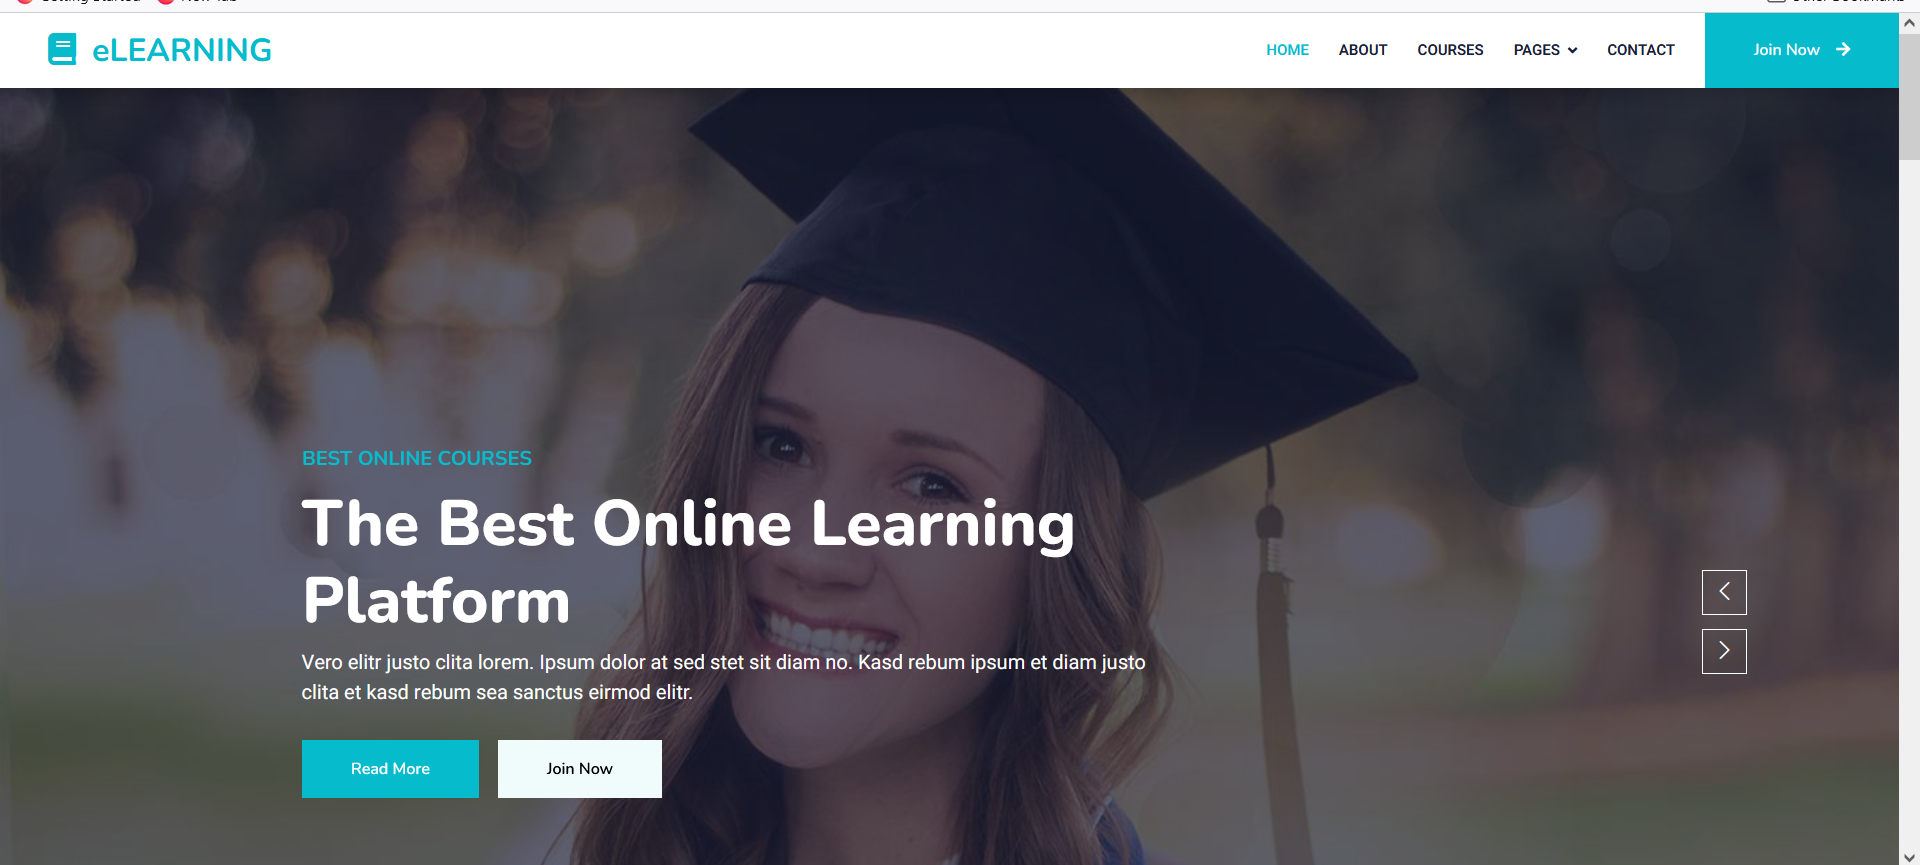 eLEARNING
HOME
ABOUT
COURSES
PAGES
CONTACT
Join Now
BEST ONLINE COURSES
The Best Online Learning
Platform
Vero elitr justo clita lorem. Ipsum dolor at sed stet sit diam no. Kasd rebum ipsum et diam justo
clita et kasd rebum sea sanctus eirmod elitr.
Read More
Join Now